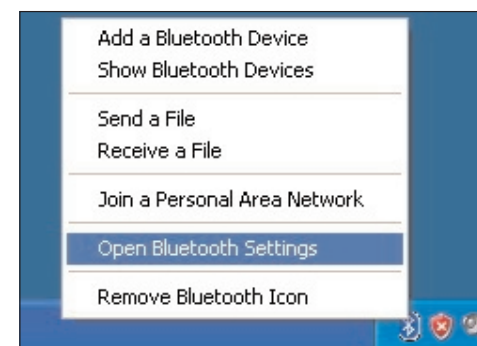 Add a Bluetooth Device
Show Bluetooth Devices
Send a File
Receive a File
Join a Personal Area Network
Open Bluetooth Settings
Remove Bluetooth Icon